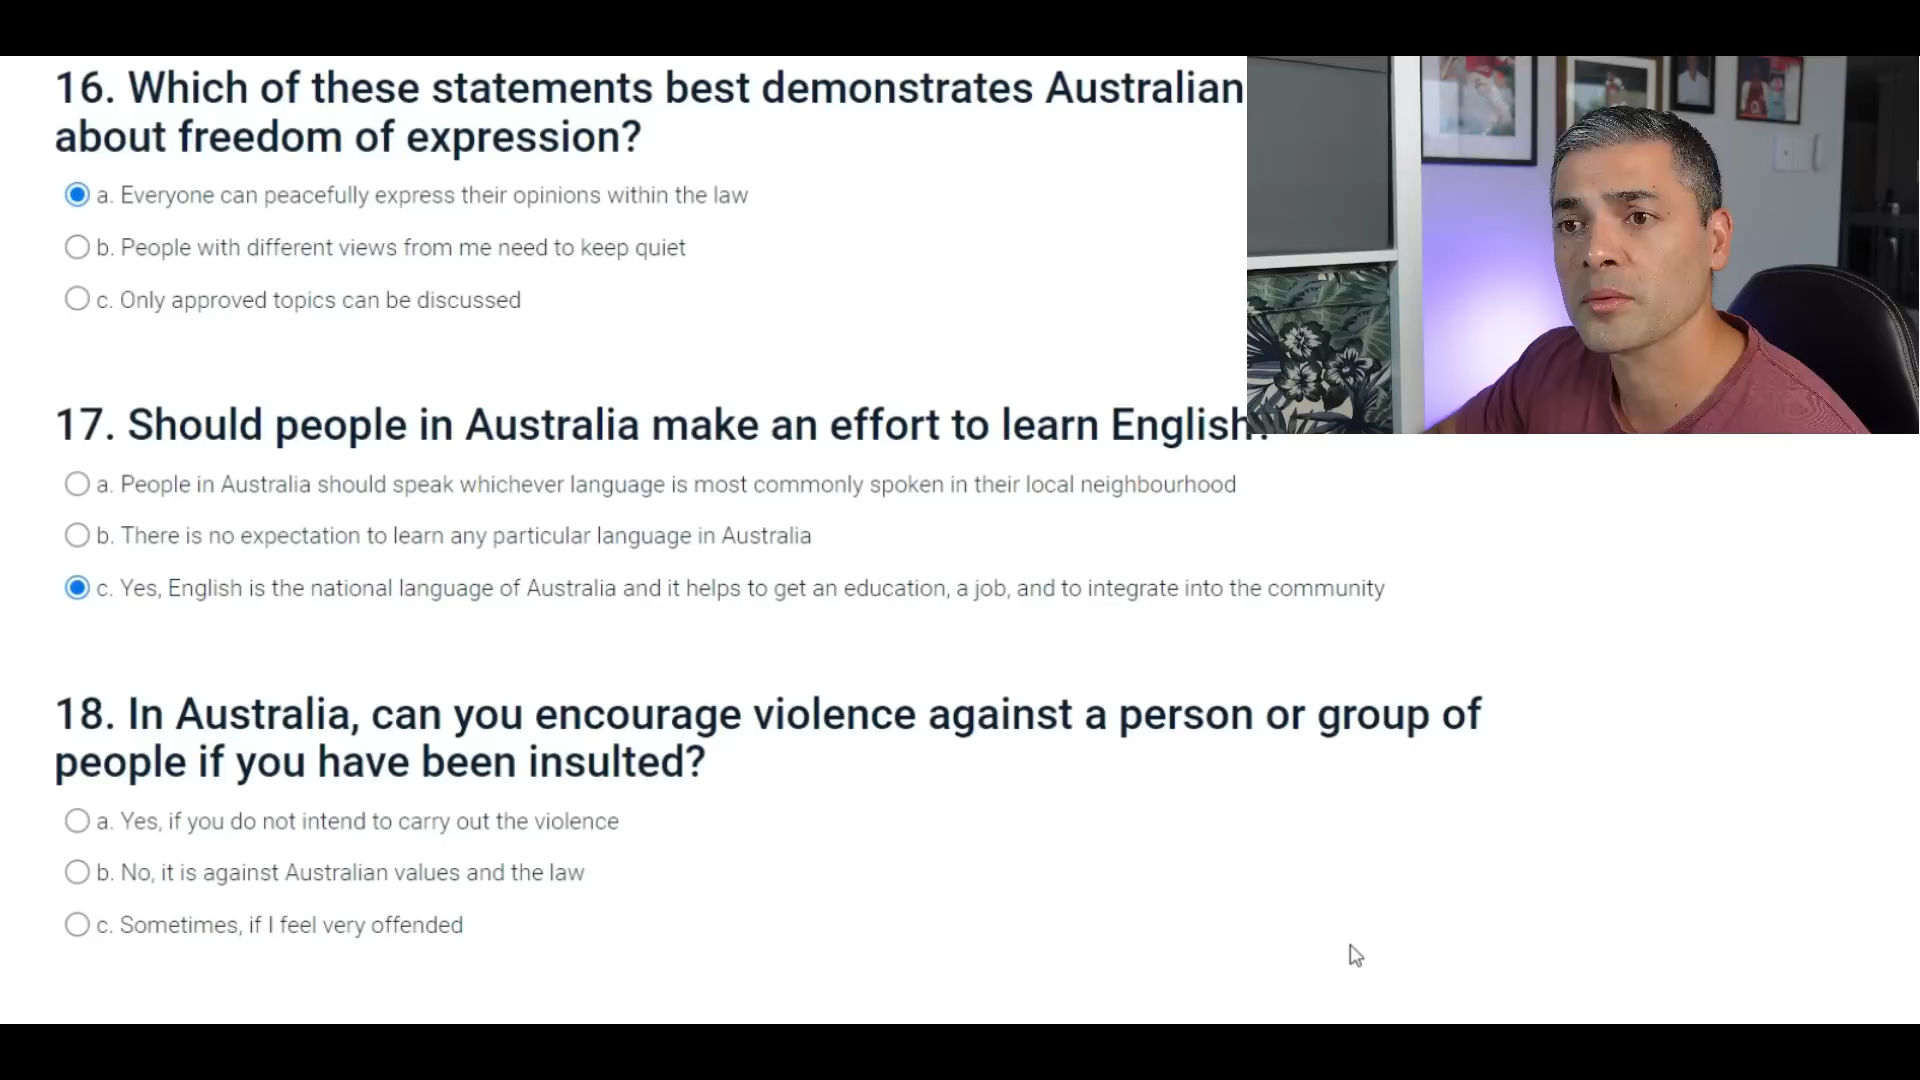 16. Which of these statements best demonstrates Australian
about freedom of expression?
a. Everyone can peacefully express their opinions within the law
b. People with different views from me need to keep quiet
c. Only approved topics can be discussed
17. Should people in Australia make an effort to learn English?
a. People in Australia should speak whichever language is most commonly spoken in their local neighbourhood
b. There is no expectation to learn any particular language in Australia
c. Yes, English is the national language of Australia and it helps to get an education, a job, and to integrate into the community
18. In Australia, can you encourage violence against a person or group of
people if you have been insulted?
a. Yes, if you do not intend to carry out the violence
b. No, it is against Australian values and the law
c. Sometimes, if I feel very offended